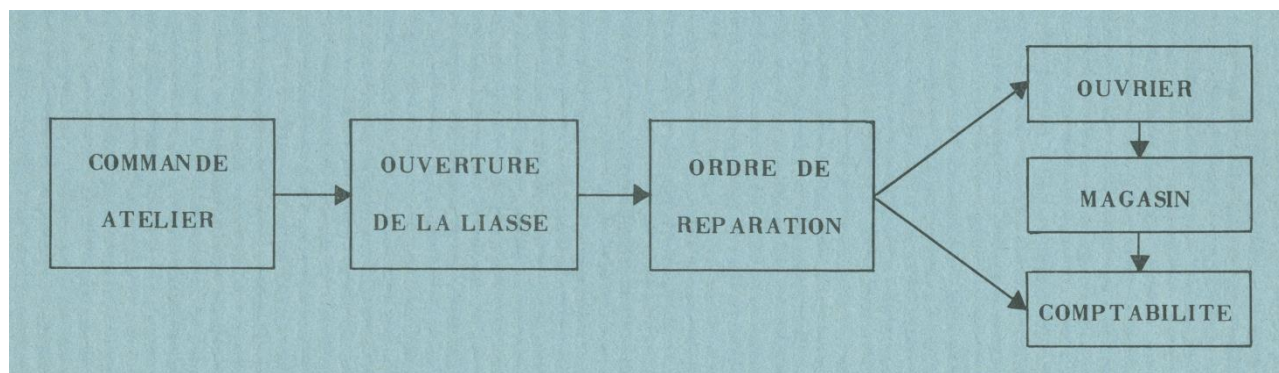 COMMANDE
ATELIER
OUVERTURE
DE LA LIASSE
ORDRE DE
REPARATION
OUVRIER
MAGASIN
COMPTABILITE